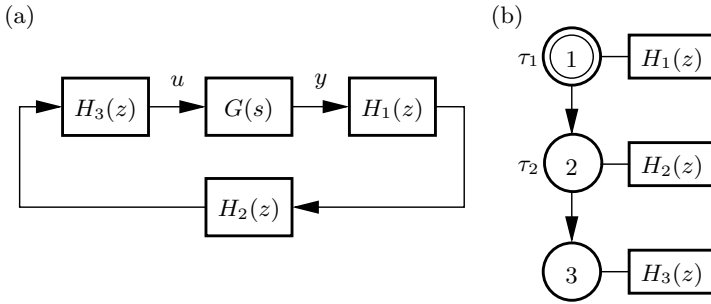 (a)
H₃(z)
u
G(s)
y
H₁(z)
H₂(z)
(b)
τ₁
1
H₁(z)
τ₂
2
H₂(z)
3
H₃(z)